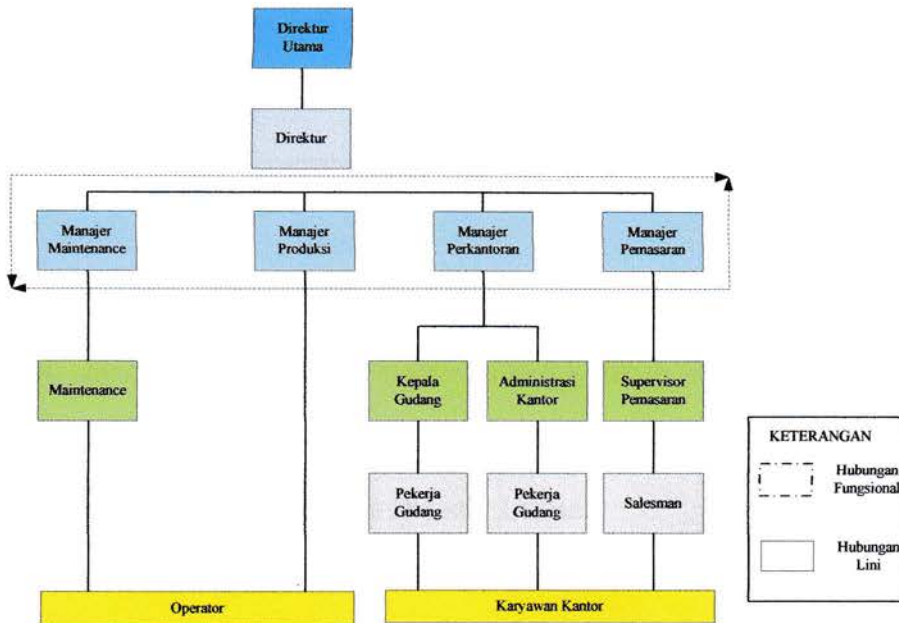 Direktur
Utama
Direktur
Manajer
Maintenance
Manajer
Produksi
Manajer
Perkantoran
Manajer
Pemasaran
Maintenance
Kepala
Gudang
Administrasi
Kantor
Supervisor
Pemasaran
Pekerja
Gudang
Pekerja
Gudang
Salesman
Operator
Karyawan Kantor
KETERANGAN
Hubungan
Fungsional
Hubungan
Lini